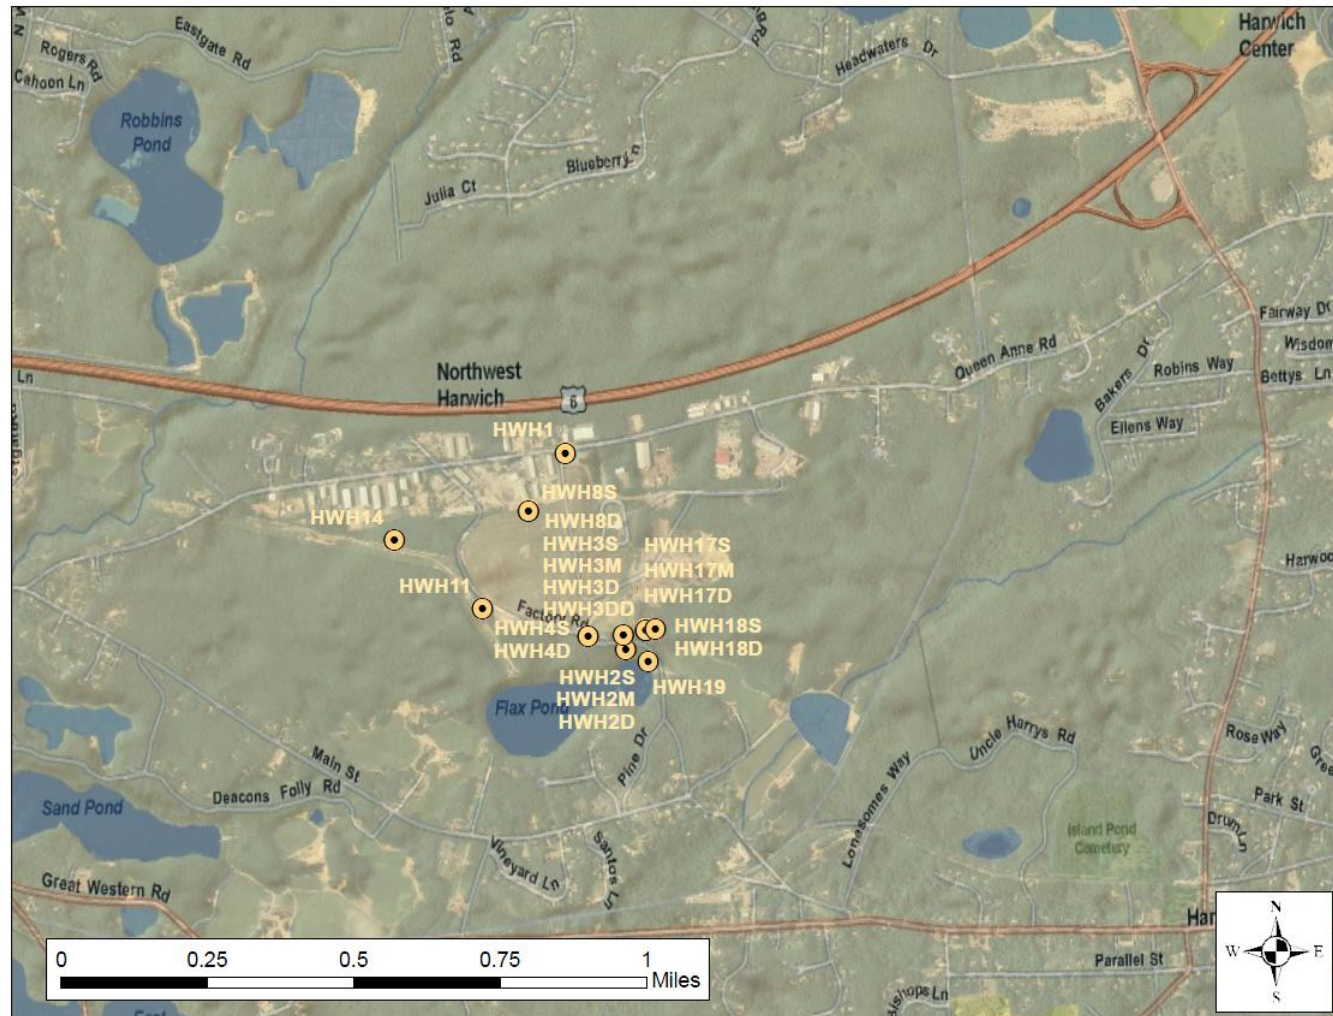 Harwich
Center
Eastgate Rd
Rogers Rd
Cahoon Ln
Headwaters Dr
Robbins
Pond
Blueberry Ln
Julia Ct
Fairway Dr
Wisdom
Queen Anne Rd
Bakers Dr
Robins Way
Bettys Ln
Ln
Northwest
Harwich
6
Ellens Way
HWH1
HWH8S
HWH14
HWH8D
HWH3S
HWH17S
HWH3M
HWH17M
HWH11
HWH3D
HWH17D
Factory Rd
HWH3DD
HWH4S
HWH18S
HWH4D
HWH18D
HWH2S
HWH19
HWH2M
HWH2D
Flax Pond
Pine Dr
Main St
Deacons Folly Rd
Sand Pond
Uncle Harrys Rd
Lonesomes Way
Rose Way
Park St
Drum Ln
Island Pond
Cemetery
Vineyard Ln
Santos Ln
Great Western Rd
Parallel St
N
W E
S
0 0.25 0.5 0.75 1
Miles